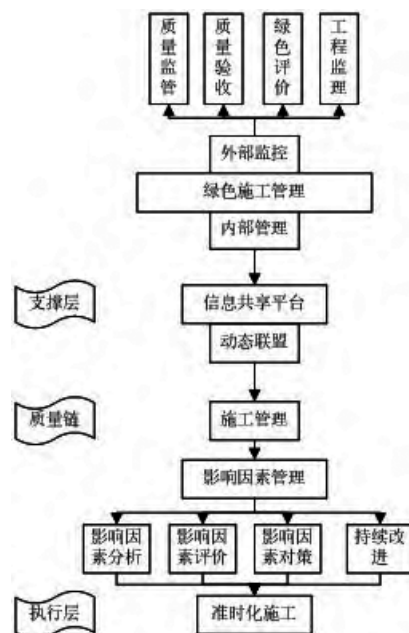 质量监管
质量验收
绿色评价
工程监理
外部监控
绿色施工管理
内部管理
支撑层
信息共享平台
动态联盟
质量链
施工管理
影响因素管理
影响因
素分析
影响因
素评价
影响因
素对策
持续改
进
执行层
准时化施工